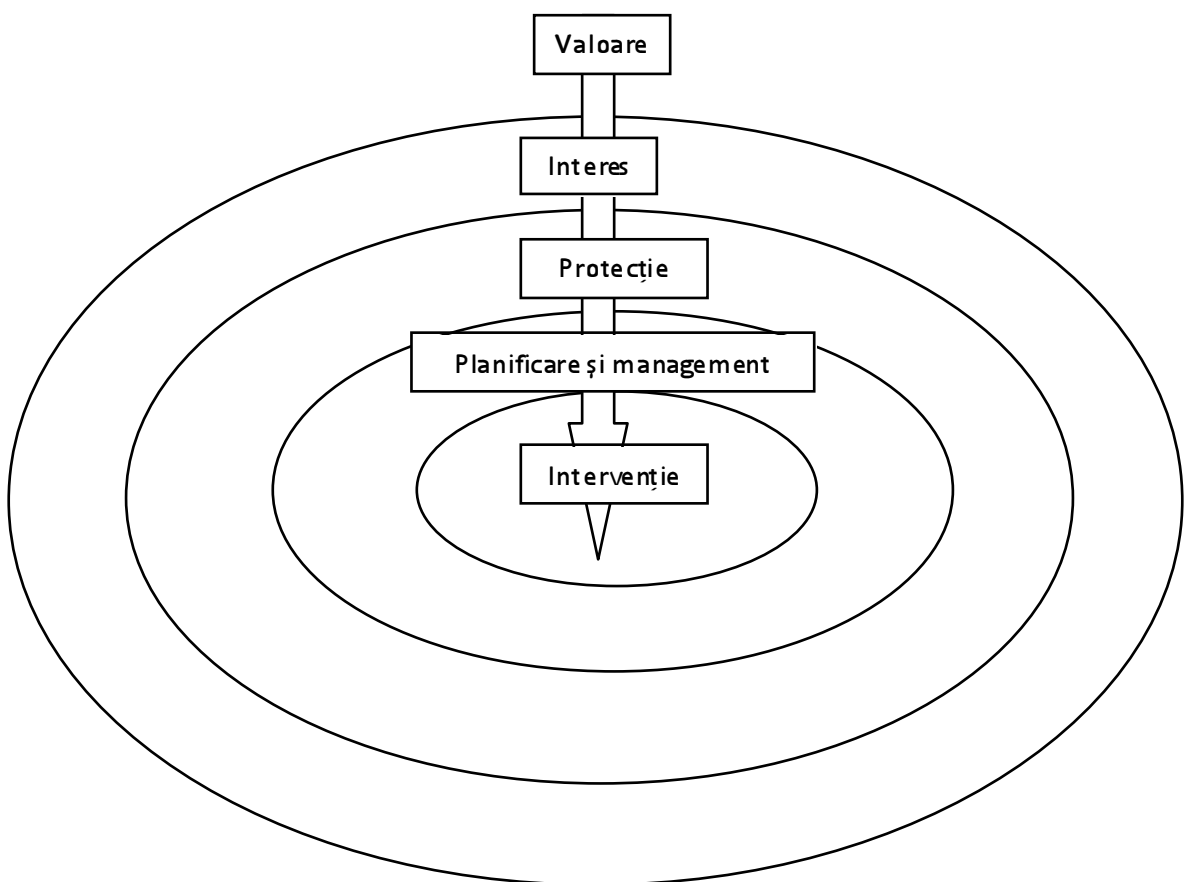 Valoare
Interes
Protecție
Planificare și management
Intervenție